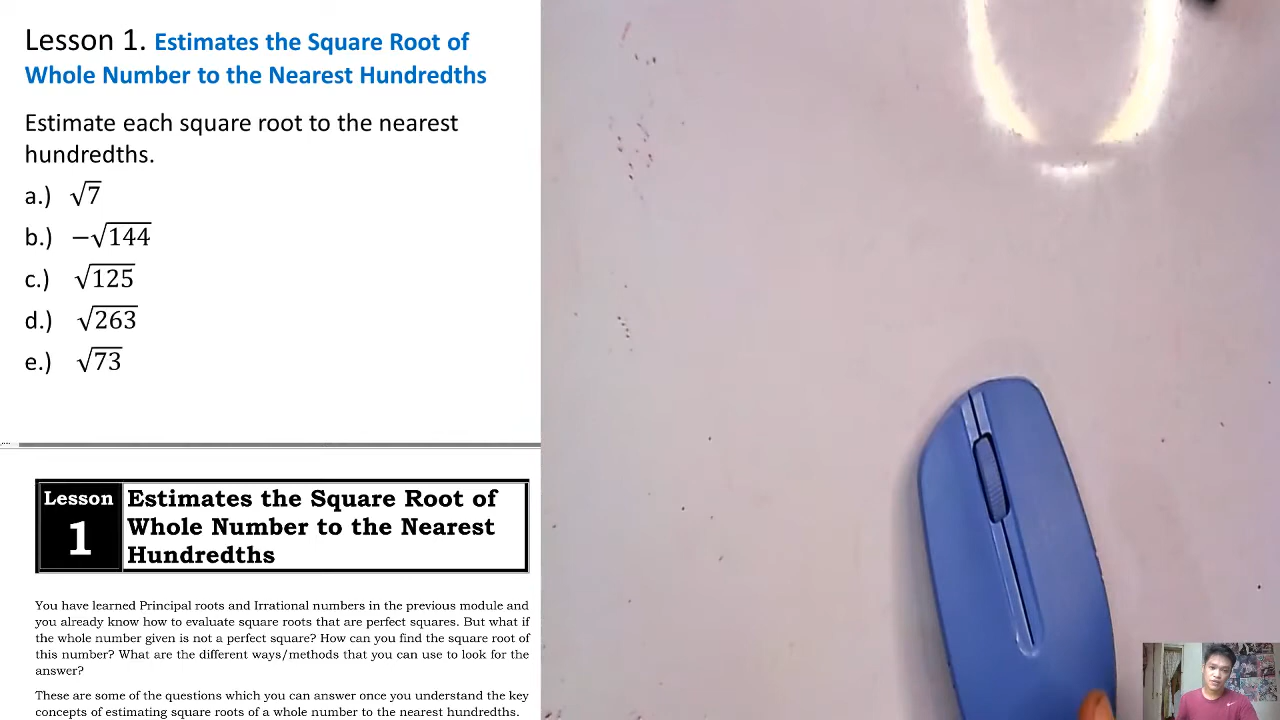 Lesson 1. Estimates the Square Root of
Whole Number to the Nearest Hundredths
Estimate each square root to the nearest
hundredths.
a.) √7
b.) −√144
c.) √125
d.) √263
e.) √73
Lesson
1
Estimates the Square Root of
Whole Number to the Nearest
Hundredths
You have learned Principal roots and Irrational numbers in the previous module and
you already know how to evaluate square roots that are perfect squares. But what if
the whole number given is not a perfect square? How can you find the square root of
this number? What are the different ways/methods that you can use to look for the
answer?
These are some of the questions which you can answer once you understand the key
concepts of estimating square roots of a whole number to the nearest hundredths.